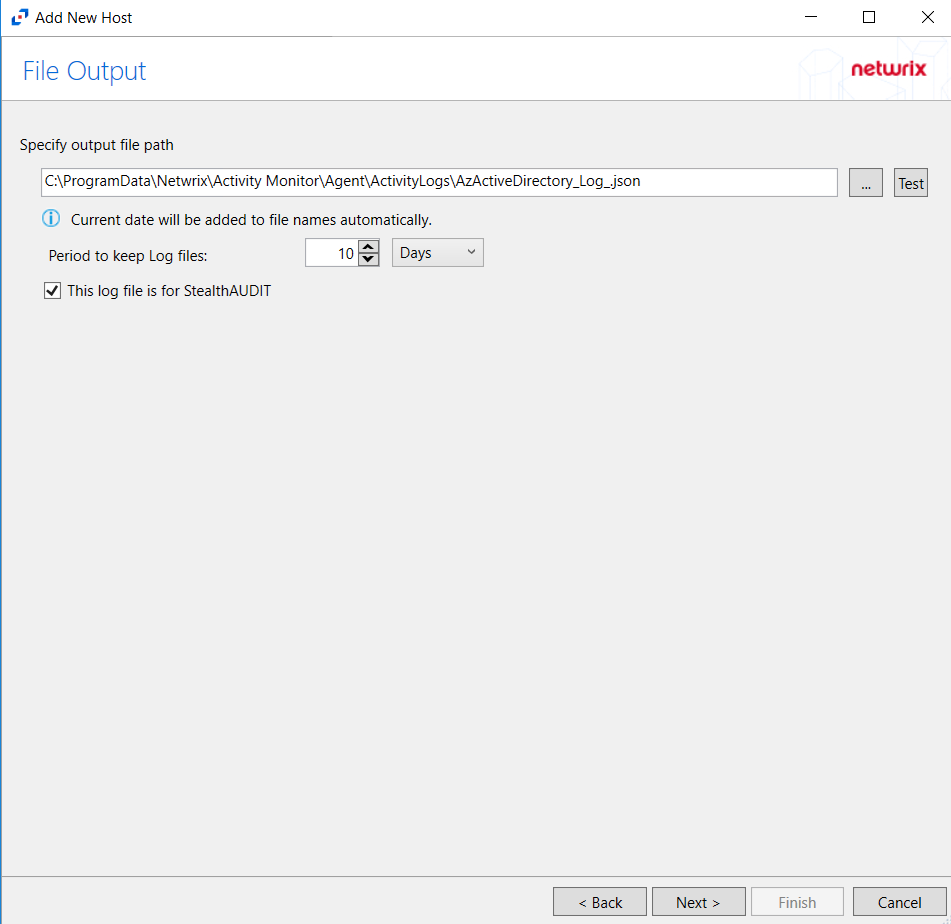 Add New Host
File Output
netwrix
Specify output file path
C:\ProgramData\Netwrix\Activity Monitor\Agent\ActivityLogs\AzActiveDirectory_Log_.json
...
Test
Current date will be added to file names automatically.
Period to keep Log files:
10
Days
This log file is for StealthAUDIT
< Back
Next >
Finish
Cancel